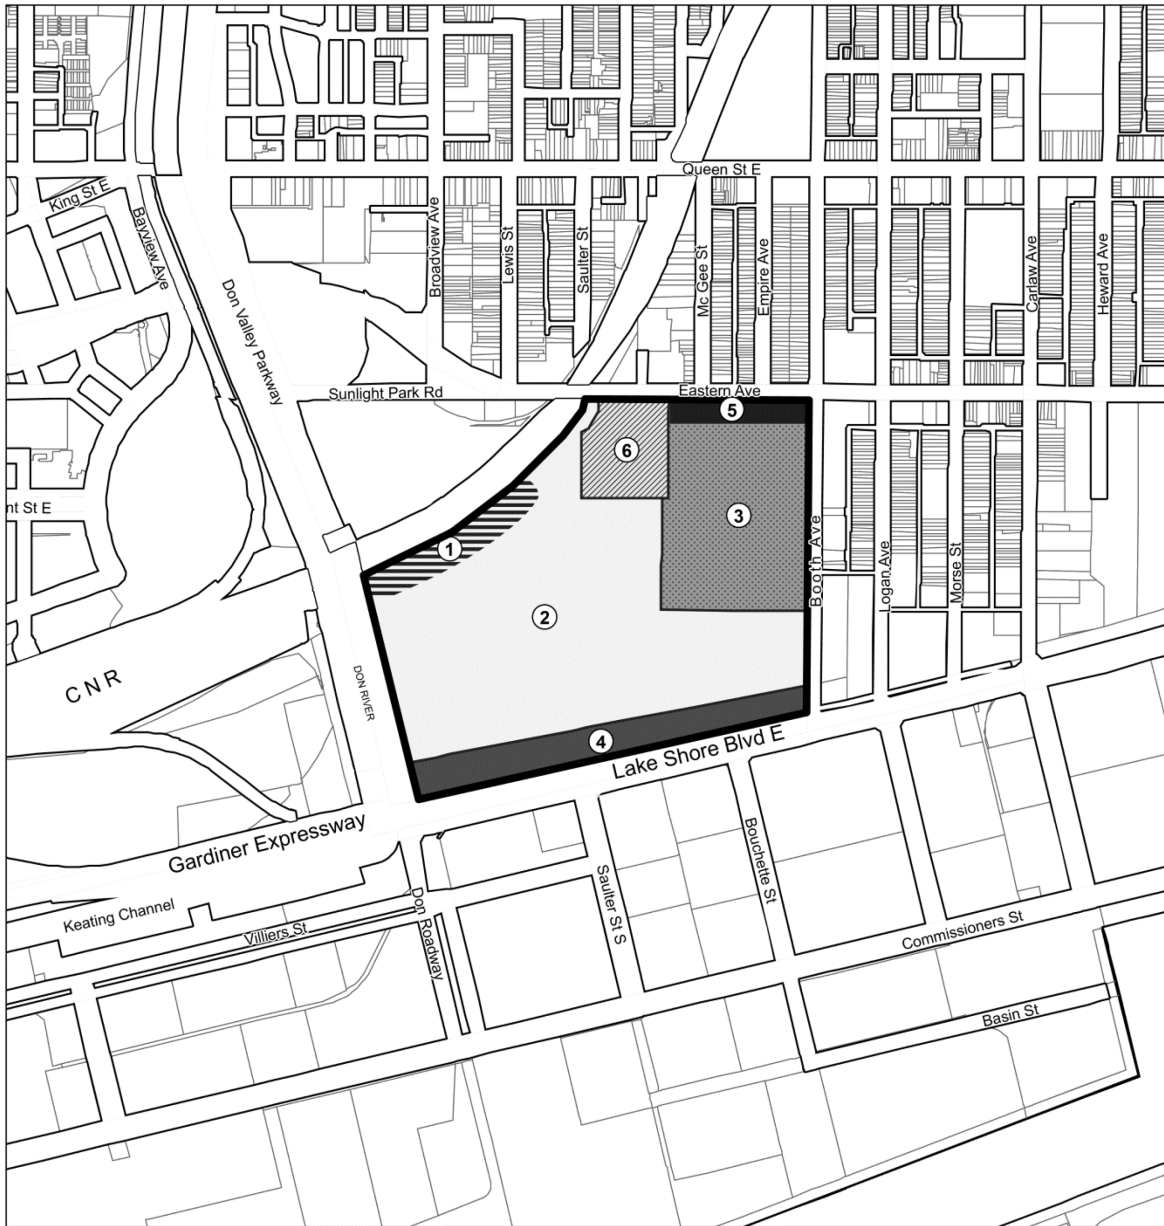 Queen St E
King St E
Bayview Ave
Broadview Ave
Lewis St
Saulter St
Mc Gee St
Empire Ave
Carlaw Ave
Heward Ave
Don Valley Parkway
Sunlight Park Rd
Eastern Ave
5
6
nt St E
3
1
Booth Ave
Logan Ave
Morse St
2
CNR
DON RIVER
4
Lake Shore Blvd E
Gardiner Expressway
Bouchette St
Saulter St S
Keating Channel
Villiers St
Don Roadway
Commissioners St
Basin St